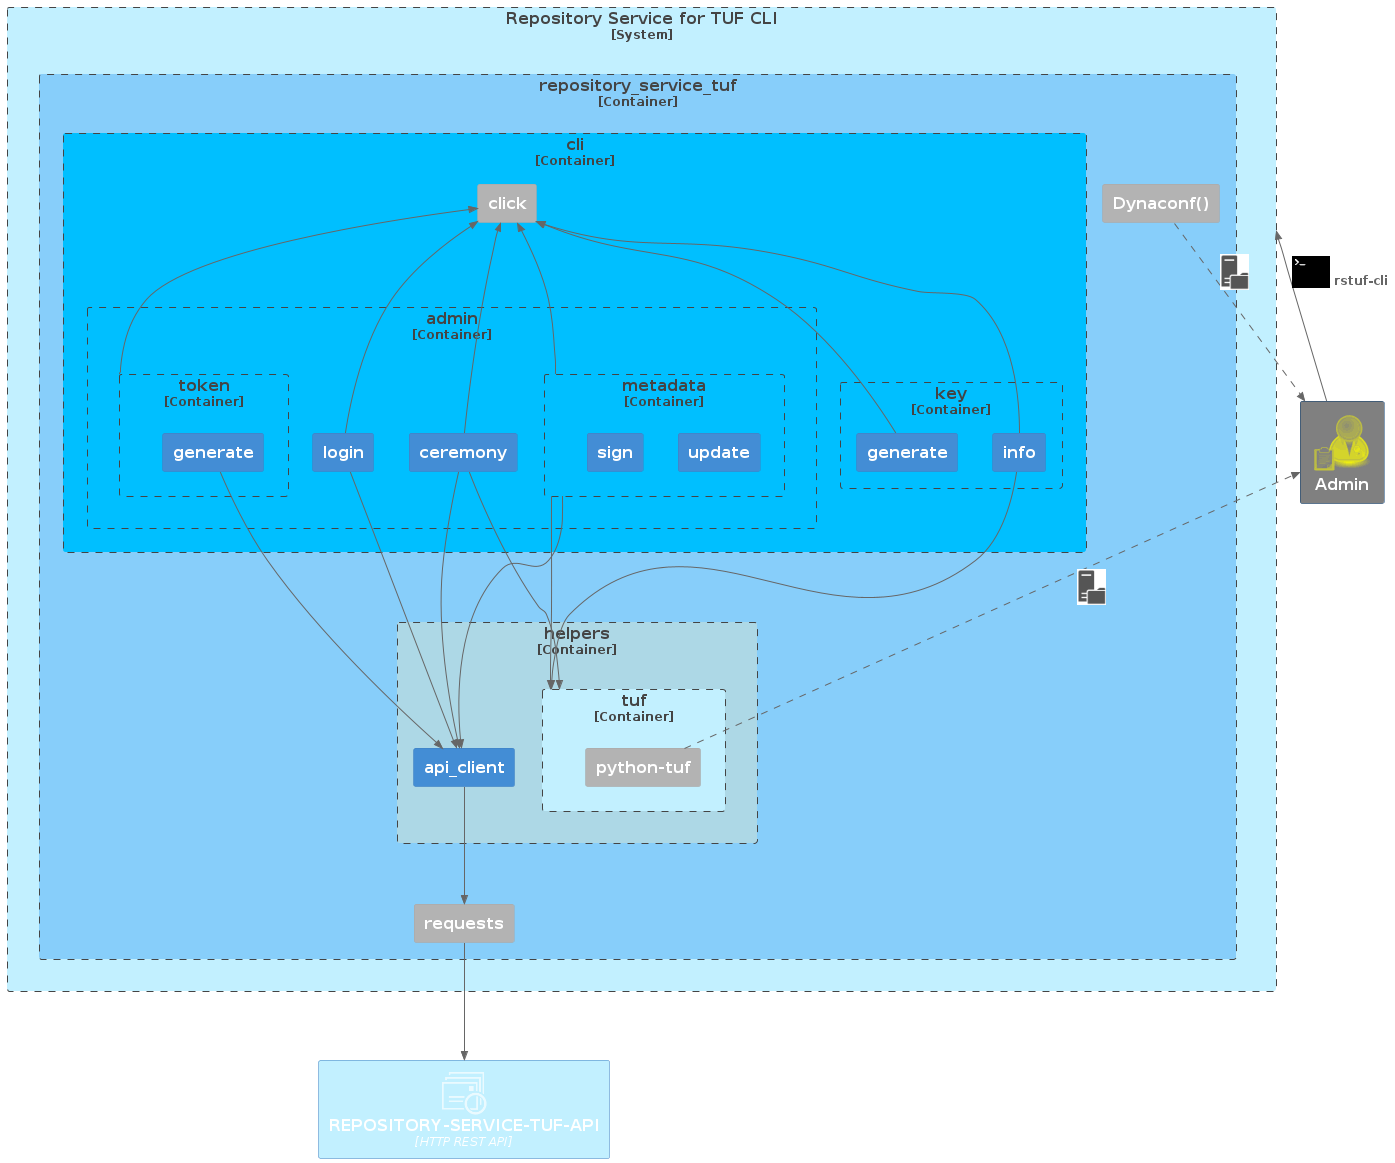 Repository Service for TUF CLI
[System]
repository_service_tuf
[Container]
cli
[Container]
click
Dynaconf()
>_
rstuf-cli
admin
[Container]
token
[Container]
metadata
[Container]
key
[Container]
generate
login
ceremony
sign
update
generate
info
Admin
helpers
[Container]
tuf
[Container]
api_client
python-tuf
requests
REPOSITORY-SERVICE-TUF-API
[HTTP REST API]